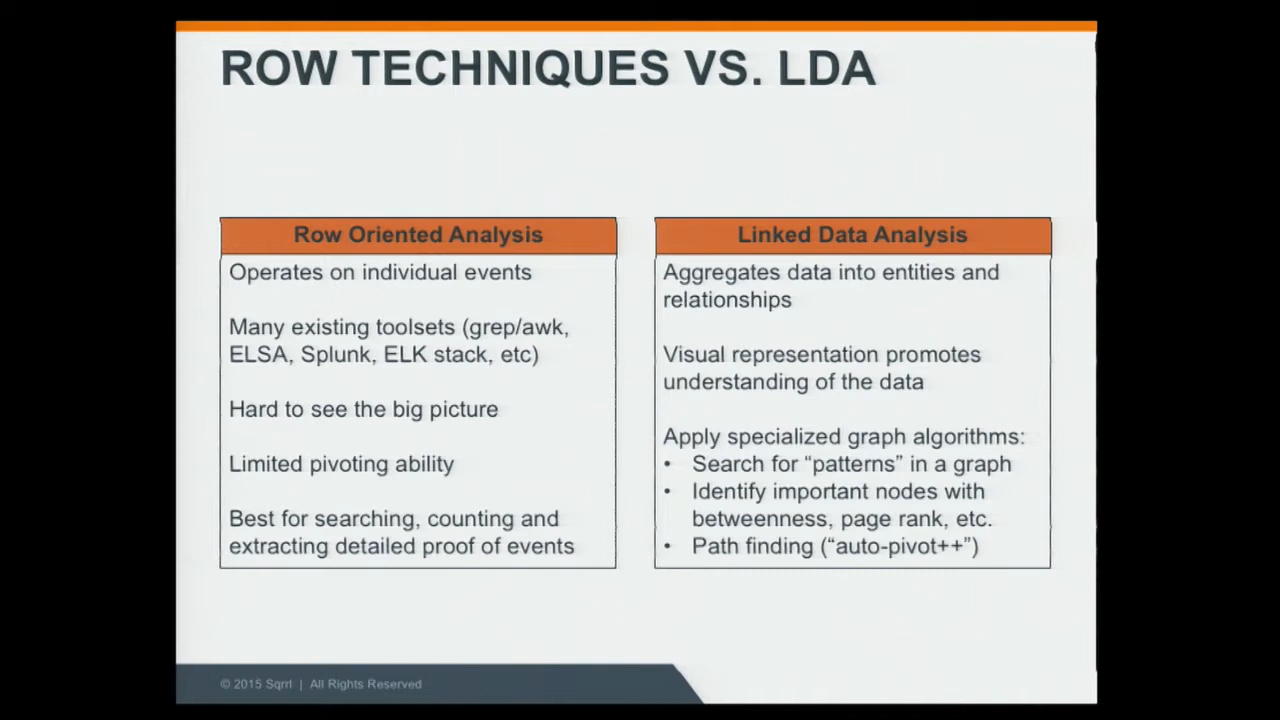 ROW TECHNIQUES VS. LDA
Row Oriented Analysis
Operates on individual events
Many existing toolsets (grep/awk,
ELSA, Splunk, ELK stack, etc)
Hard to see the big picture
Limited pivoting ability
Best for searching, counting and
extracting detailed proof of events
Linked Data Analysis
Aggregates data into entities and
relationships
Visual representation promotes
understanding of the data
Apply specialized graph algorithms:
• Search for “patterns” in a graph
• Identify important nodes with
betweenness, page rank, etc.
• Path finding (“auto-pivot++”)
© 2015 Sqrrl | All Rights Reserved